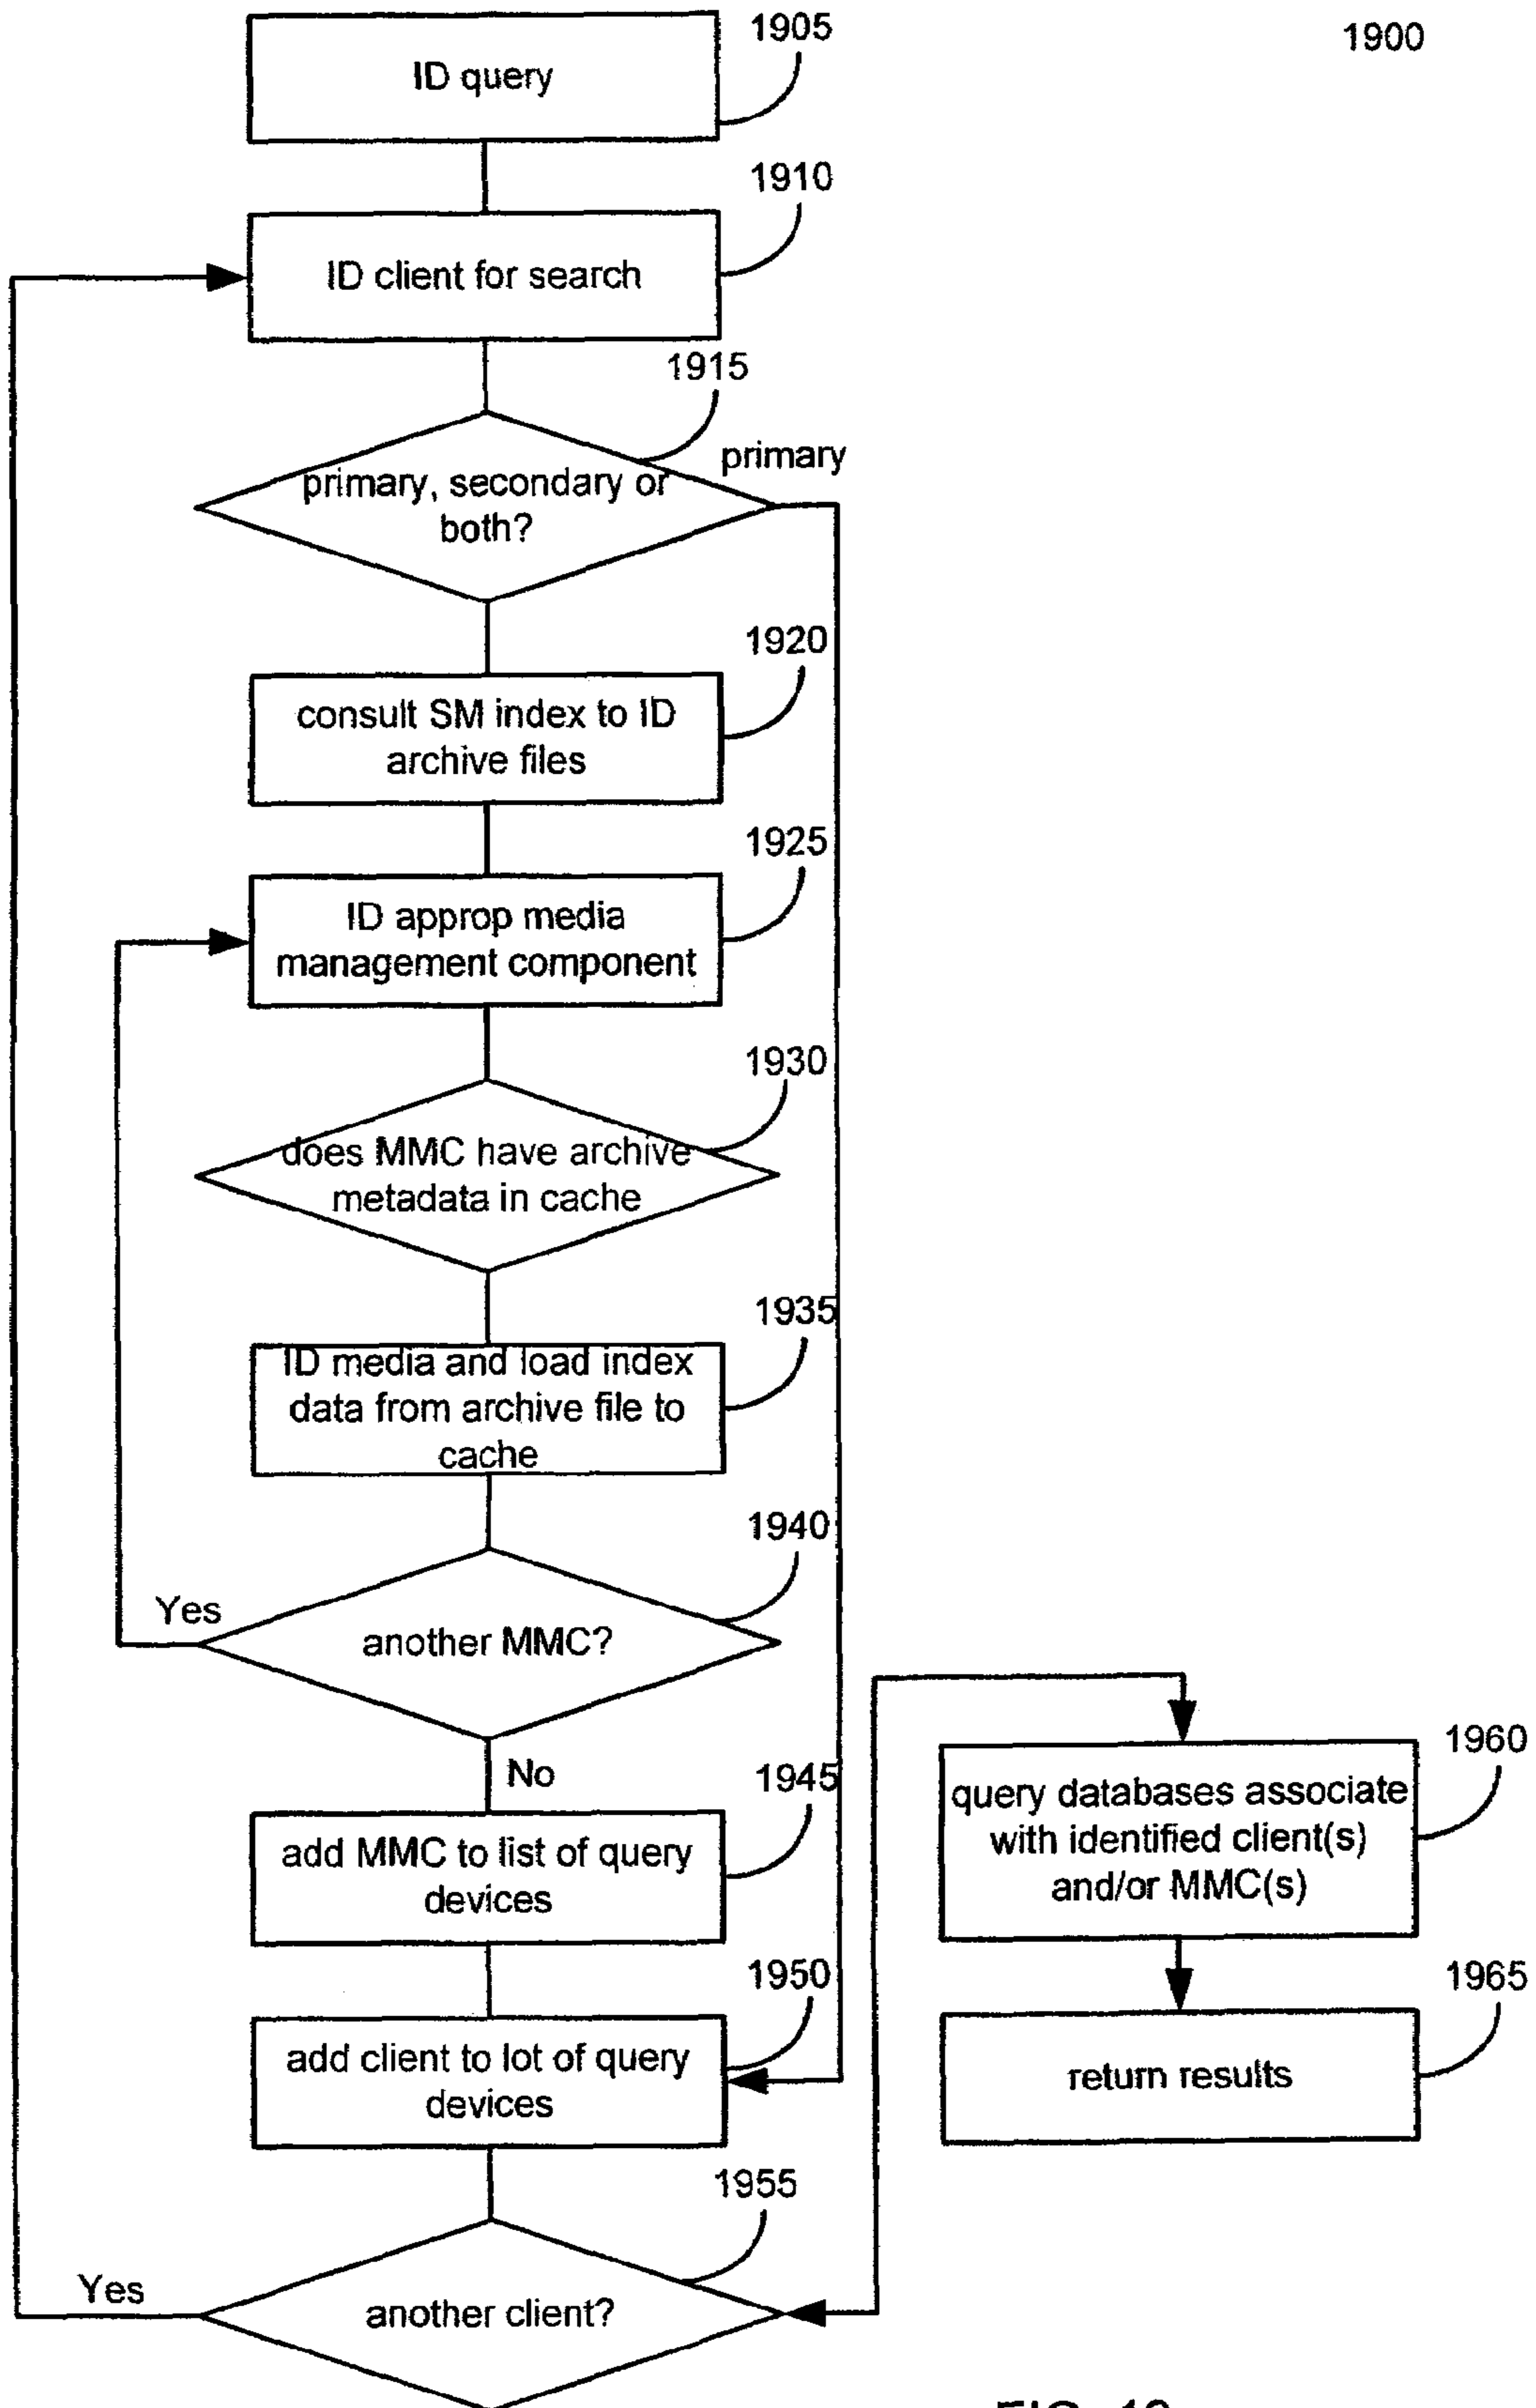 1900
1905
ID query
1910
ID client for search
1915
primary
primary, secondary or
both?
1920
consult SM index to ID
archive files
1925
ID approp media
management component
1930
does MMC have archive
metadata in cache
1935
ID media and load index
data from archive file to
cache
1940
Yes
another MMC?
No
1945
add MMC to list of query
devices
1950
add client to lot of query
devices
1955
Yes
another client?
1960
query databases associate
with identified client(s)
and/or MMC(s)
1965
return results